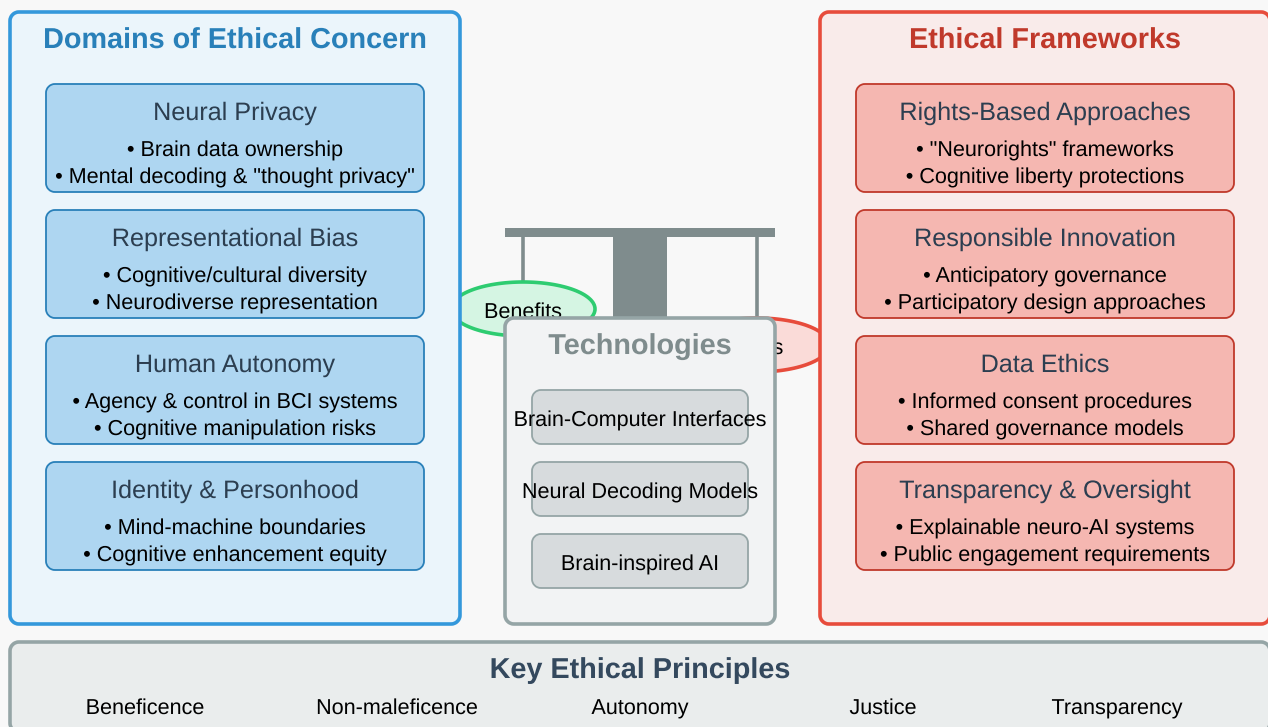 Domains of Ethical Concern
Neural Privacy
• Brain data ownership
• Mental decoding & "thought privacy"
Representational Bias
• Cognitive/cultural diversity
• Neurodiverse representation
Human Autonomy
• Agency & control in BCI systems
• Cognitive manipulation risks
Identity & Personhood
• Mind-machine boundaries
• Cognitive enhancement equity
Benefits
Technologies
Brain-Computer Interfaces
Neural Decoding Models
Brain-inspired AI
Ethical Frameworks
Rights-Based Approaches
• "Neurorights" frameworks
• Cognitive liberty protections
Responsible Innovation
• Anticipatory governance
• Participatory design approaches
Data Ethics
• Informed consent procedures
• Shared governance models
Transparency & Oversight
• Explainable neuro-AI systems
• Public engagement requirements
Key Ethical Principles
Beneficence Non-maleficence Autonomy Justice Transparency